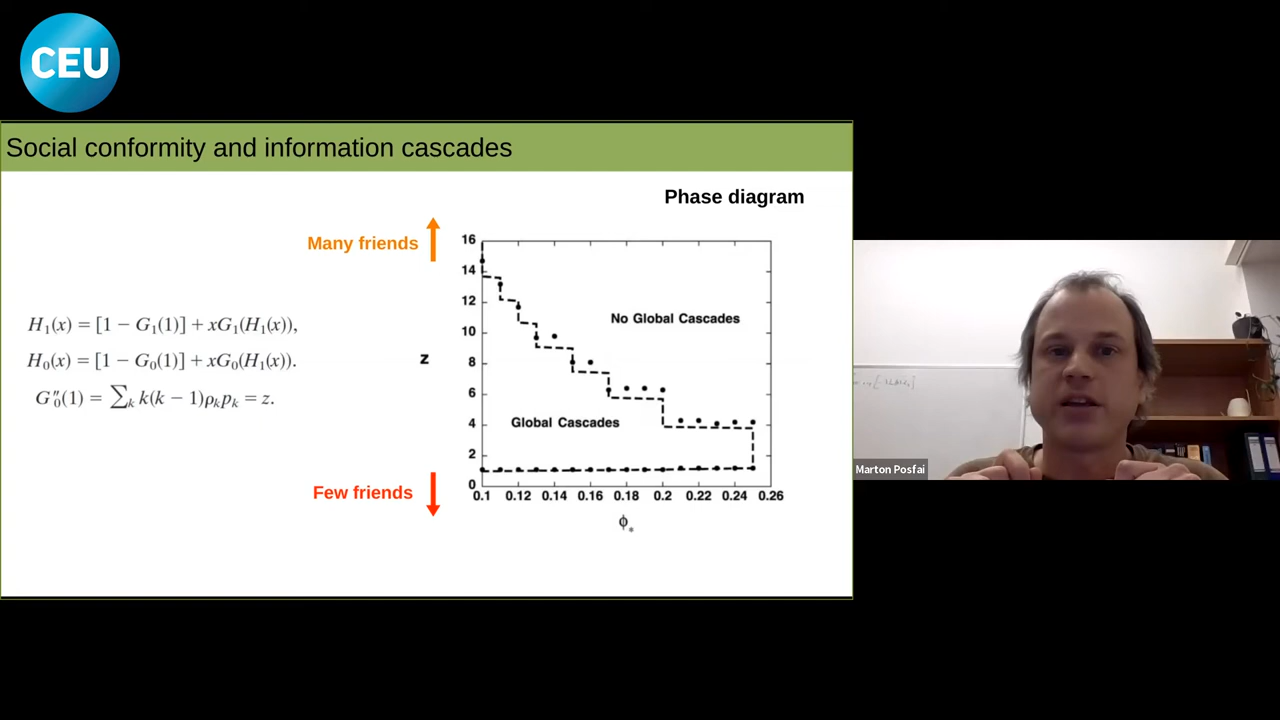 CEU
Social conformity and information cascades
Phase diagram
Many friends
Few friends
H₁(x) = [1 − G₁(1)] + xG₁(H₁(x)),
H₀(x) = [1 − G₀(1)] + xG₀(H₁(x)).
G″₀(1) = ∑ₖ k(k − 1)ρₖpₖ = z.
16
14
12
10
8
6
4
2
0
z
No Global Cascades
Global Cascades
0.1 0.12 0.14 0.16 0.18 0.2 0.22 0.24 0.26
ϕ*
Marton Posfai